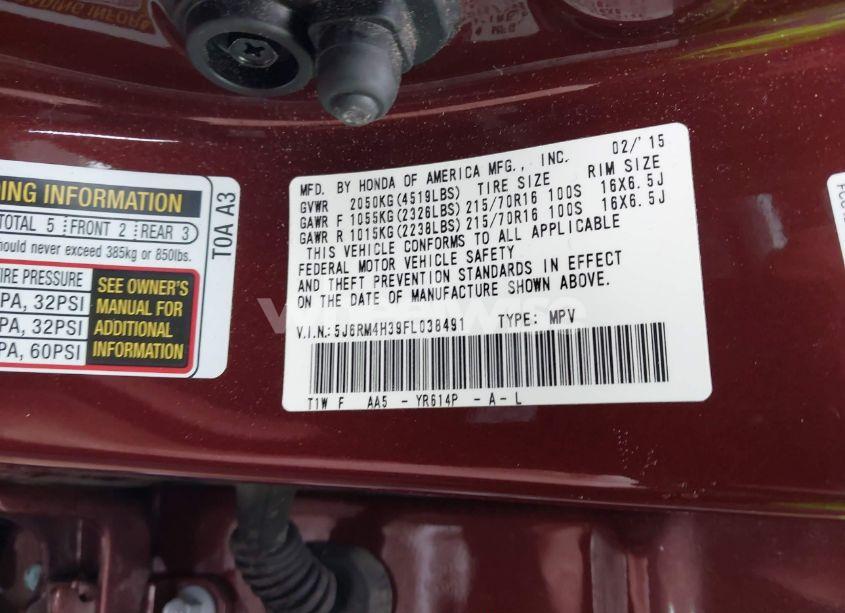 DING INFORMATION
TOTAL 5 FRONT 2 REAR 3
hould never exceed 385kg or 850lbs.
TIRE PRESSURE
PA, 32PSI
PA, 32PSI
PA, 60PSI
SEE OWNER'S
MANUAL FOR
ADDITIONAL
INFORMATION
T0A A3
MFD. BY HONDA OF AMERICA MFG., INC. 02/'15
GVWR 2050KG(4519LBS) TIRE SIZE RIM SIZE
GAWR F 1055KG(2326LBS) 215/70R16 100S 16X6.5J
GAWR R 1015KG(2238LBS) 215/70R16 100S 16X6.5J
THIS VEHICLE CONFORMS TO ALL APPLICABLE
FEDERAL MOTOR VEHICLE SAFETY
AND THEFT PREVENTION STANDARDS IN EFFECT
ON THE DATE OF MANUFACTURE SHOWN ABOVE.
V.I.N.:5J6RM4H39FL038491 TYPE: MPV
T1W F AA5 - YR614P - A - L